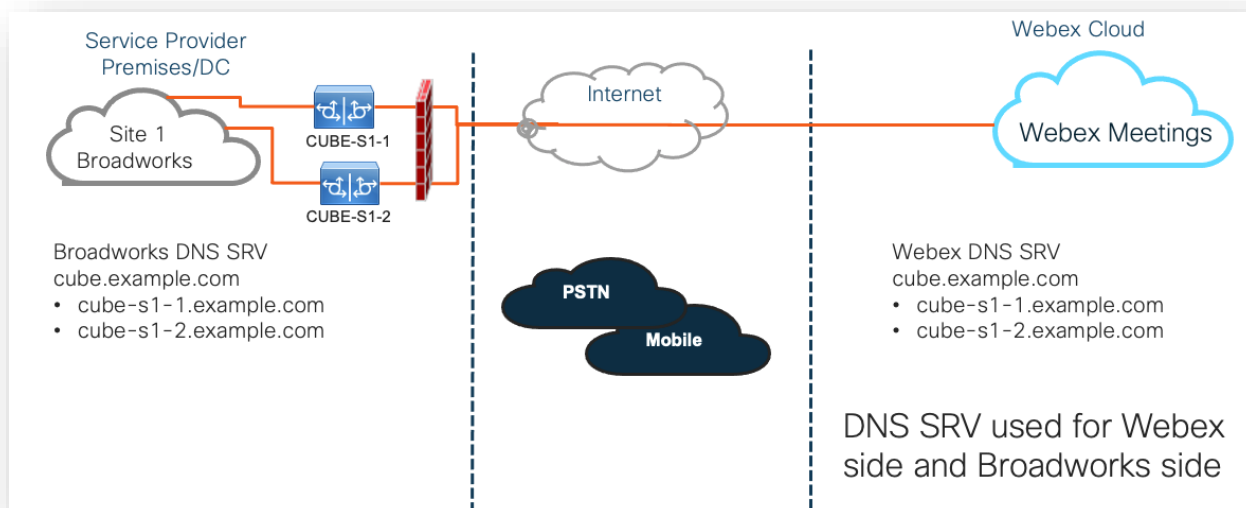 Service Provider
Premises/DC
Site 1
Broadworks
CUBE-S1-1
CUBE-S1-2
Internet
Webex Cloud
Webex Meetings
Broadworks DNS SRV
cube.example.com
• cube-s1-1.example.com
• cube-s1-2.example.com
PSTN
Mobile
Webex DNS SRV
cube.example.com
• cube-s1-1.example.com
• cube-s1-2.example.com
DNS SRV used for Webex
side and Broadworks side